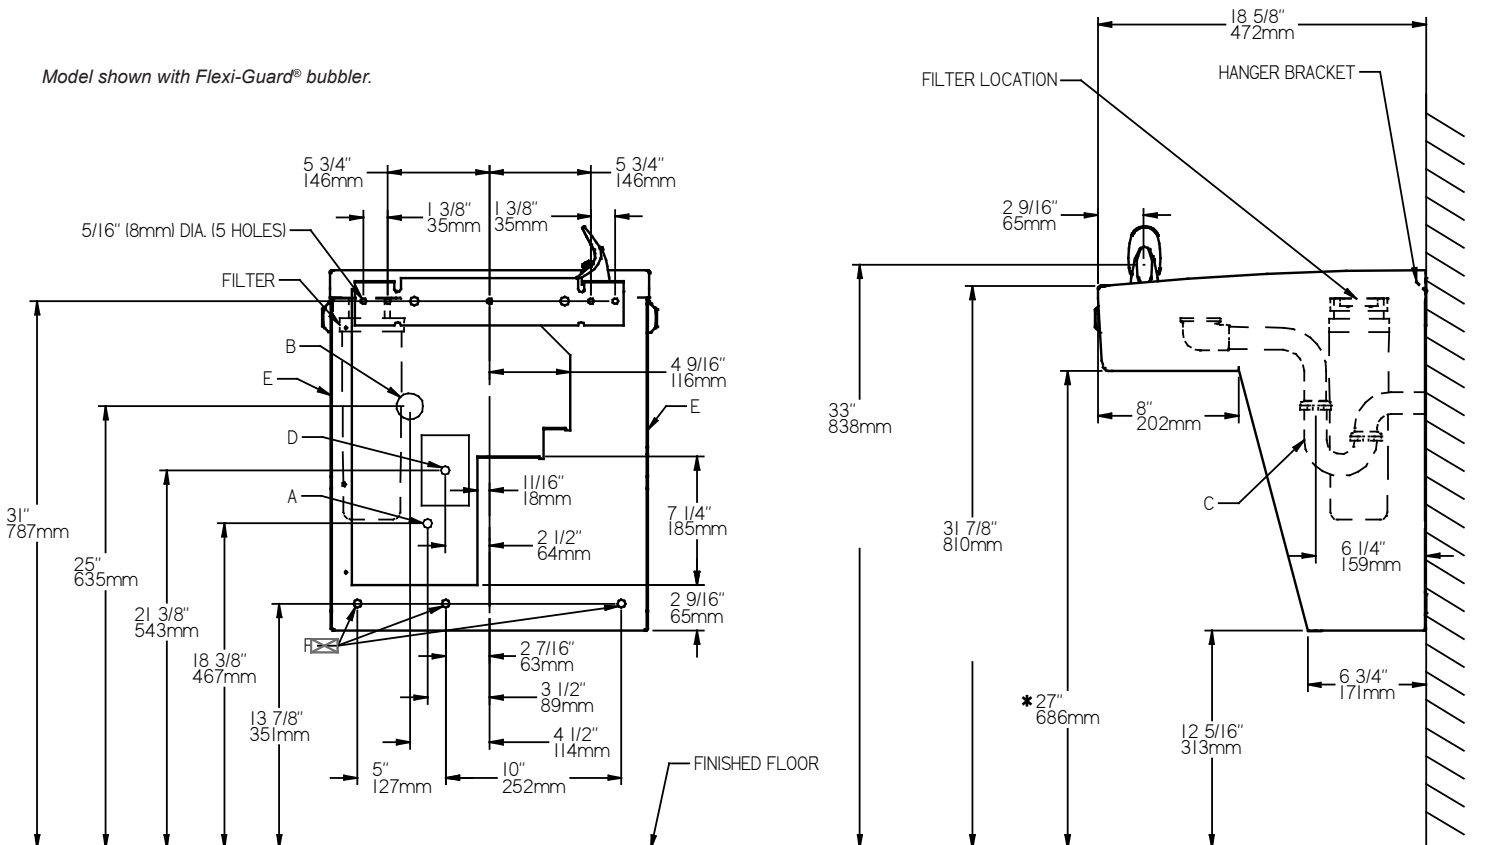 18 5/8"
472mm
FILTER LOCATION
HANGER BRACKET
Model shown with Flexi-Guard® bubbler.
5 3/4"
146mm
5 3/4"
146mm
1 3/8"
35mm
1 3/8"
35mm
2 9/16"
65mm
5/16" (8mm) DIA. (5 HOLES)
FILTER
B
E
4 9/16"
116mm
E
33"
838mm
8"
202mm
D
A
11/16"
18mm
7 1/4"
185mm
C
31"
787mm
2 1/2"
64mm
31 7/8"
810mm
6 1/4"
159mm
25"
635mm
21 3/8"
543mm
2 9/16"
65mm
F
18 3/8"
467mm
2 7/16"
63mm
6 3/4"
171mm
3 1/2"
89mm
*27"
686mm
13 7/8"
351mm
4 1/2"
114mm
12 5/16"
313mm
5"
127mm
10"
252mm
FINISHED FLOOR